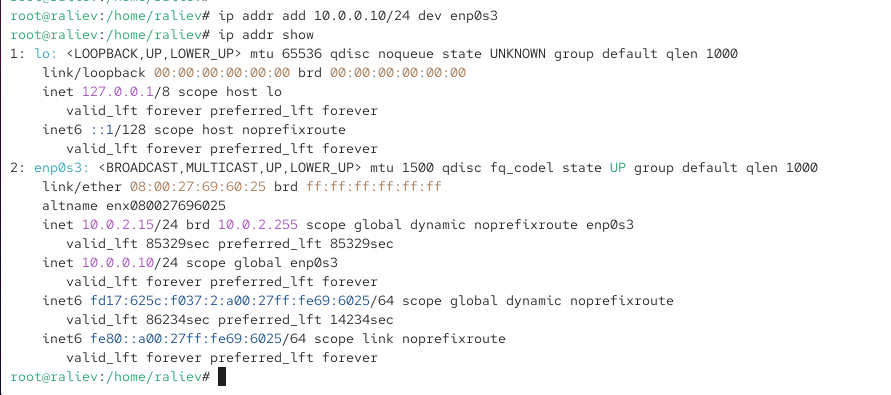 root@raliev:/home/raliev# ip addr add 10.0.0.10/24 dev enp0s3
root@raliev:/home/raliev# ip addr show
1: lo: <LOOPBACK,UP,LOWER_UP> mtu 65536 qdisc noqueue state UNKNOWN group default qlen 1000
    link/loopback 00:00:00:00:00:00 brd 00:00:00:00:00:00
    inet 127.0.0.1/8 scope host lo
       valid_lft forever preferred_lft forever
    inet6 ::1/128 scope host noprefixroute
       valid_lft forever preferred_lft forever
2: enp0s3: <BROADCAST,MULTICAST,UP,LOWER_UP> mtu 1500 qdisc fq_codel state UP group default qlen 1000
    link/ether 08:00:27:69:60:25 brd ff:ff:ff:ff:ff:ff
    altname enx080027696025
    inet 10.0.2.15/24 brd 10.0.2.255 scope global dynamic noprefixroute enp0s3
       valid_lft 85329sec preferred_lft 85329sec
    inet 10.0.0.10/24 scope global enp0s3
       valid_lft forever preferred_lft forever
    inet6 fd17:625c:f037:2:a00:27ff:fe69:6025/64 scope global dynamic noprefixroute
       valid_lft 86234sec preferred_lft 14234sec
    inet6 fe80::a00:27ff:fe69:6025/64 scope link noprefixroute
       valid_lft forever preferred_lft forever
root@raliev:/home/raliev#